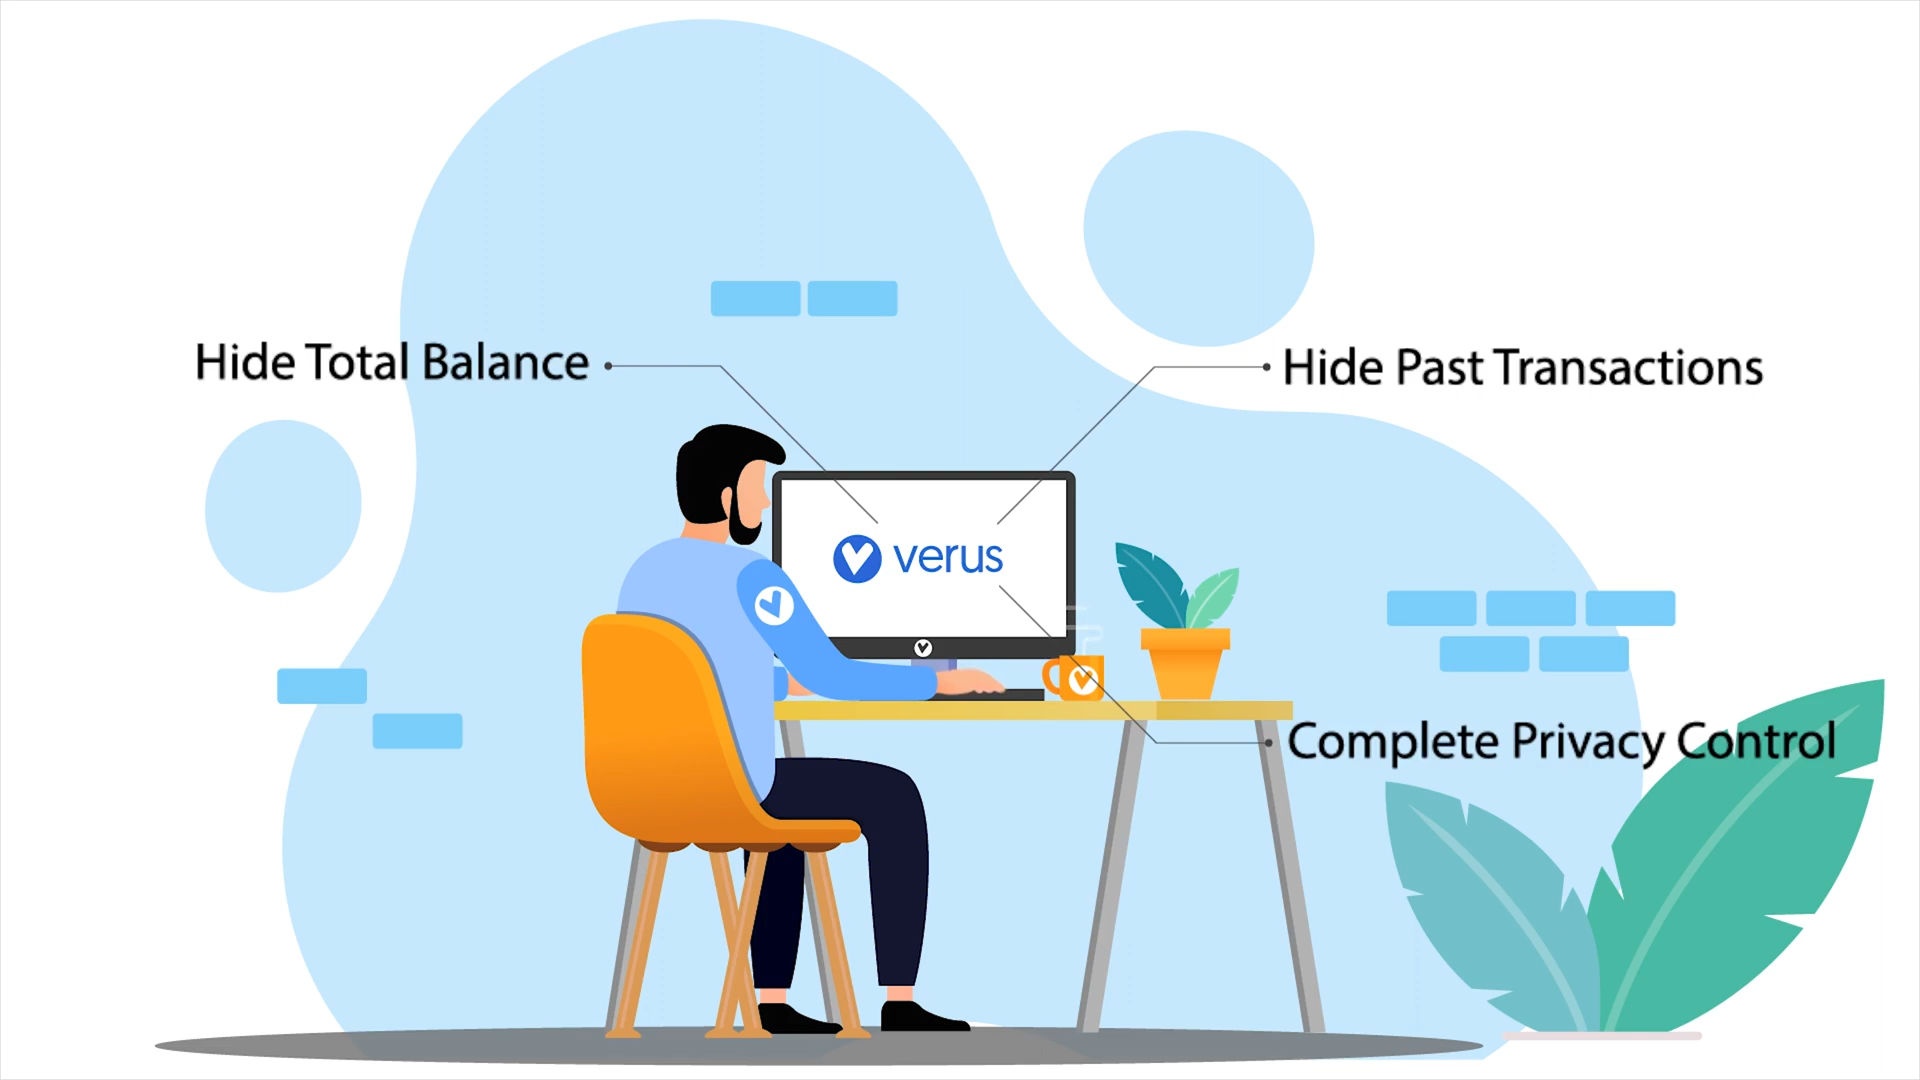 Hide Total Balance
Hide Past Transactions
verus
Complete Privacy Control